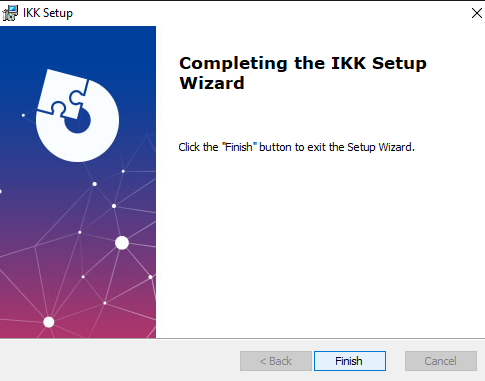 IKK Setup
Completing the IKK Setup
Wizard
Click the "Finish" button to exit the Setup Wizard.
< Back
Finish
Cancel